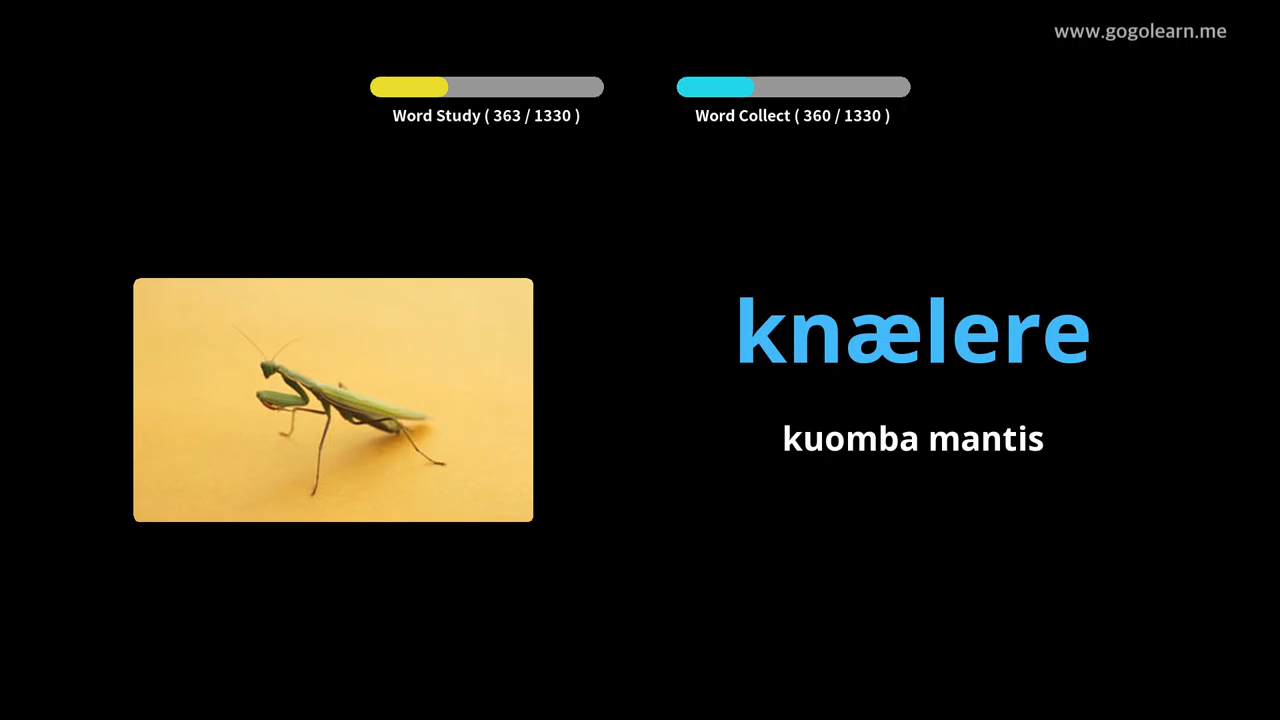 www.gogolearn.me
Word Study ( 363 / 1330 )
Word Collect ( 360 / 1330 )
knælere
kuomba mantis